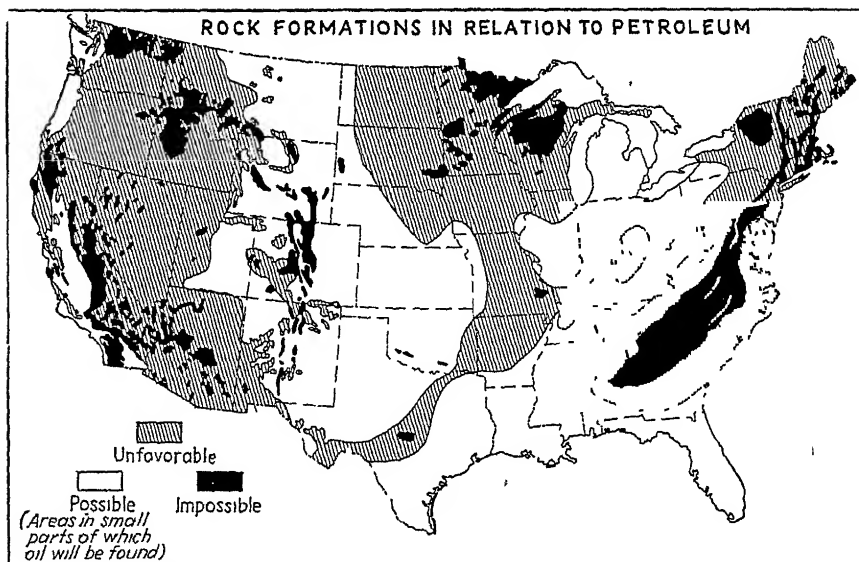 ROCK FORMATIONS IN RELATION TO PETROLEUM
Unfavorable
Possible
Impossible
(Areas in small
parts of which
oil will be found)